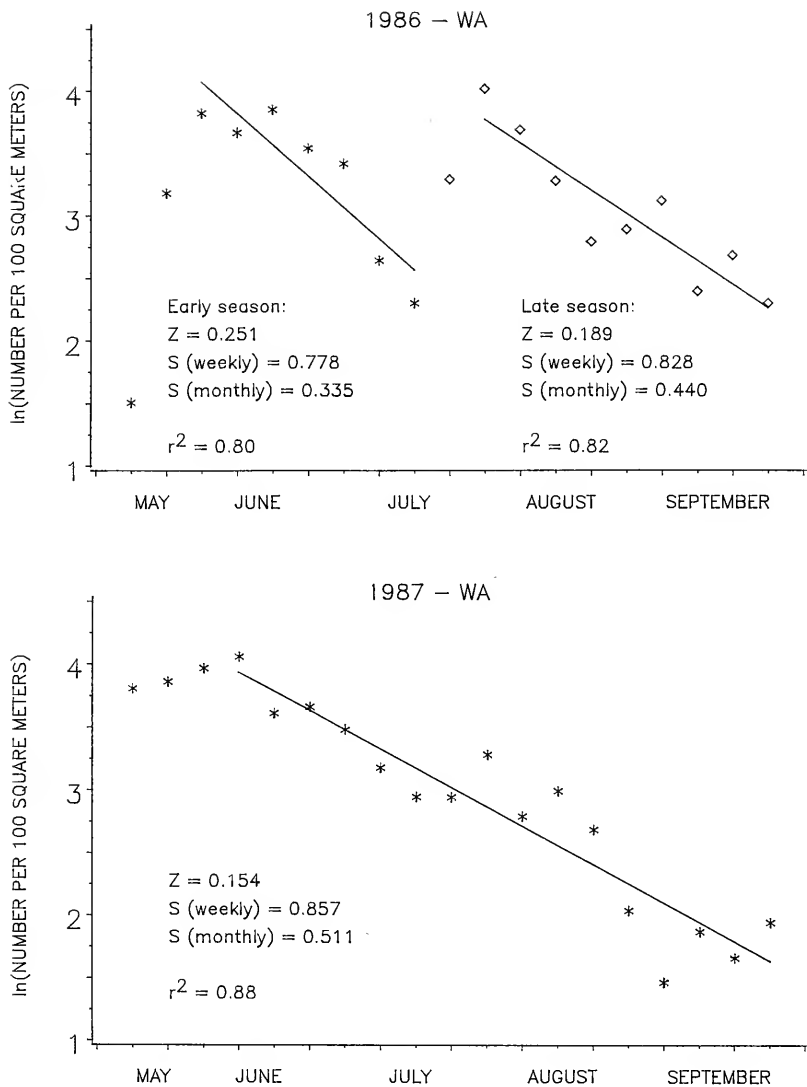 1986 – WA
ln(NUMBER PER 100 SQUARE METERS)
4
3
2
1
Early season:
Z = 0.251
S (weekly) = 0.778
S (monthly) = 0.335
r² = 0.80
Late season:
Z = 0.189
S (weekly) = 0.828
S (monthly) = 0.440
r² = 0.82
MAY JUNE JULY AUGUST SEPTEMBER
1987 – WA
ln(NUMBER PER 100 SQUARE METERS)
4
3
2
1
Z = 0.154
S (weekly) = 0.857
S (monthly) = 0.511
r² = 0.88
MAY JUNE JULY AUGUST SEPTEMBER